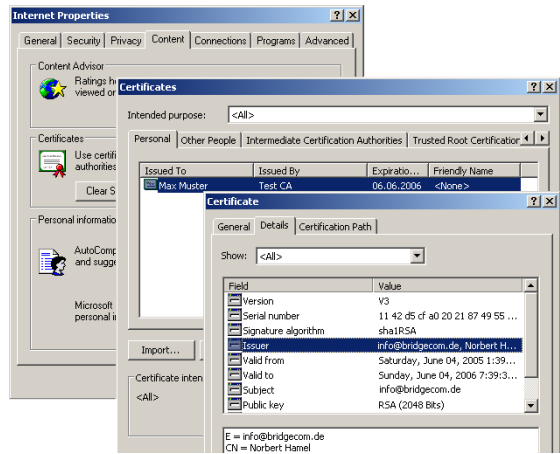 Internet Properties
General Security Privacy Content Connections Programs Advanced
Content Advisor
Ratings
viewed or
Certificates
Intended purpose: <All>
Personal Other People Intermediate Certification Authorities Trusted Root Certification
Certificates
Use certifi
authorities
Clear S
Issued To Issued By Expiratio... Friendly Name
Max Muster Test CA 06.06.2006 <None>
Personal informatio
AutoComp
and sugge
Microsoft
personal i
Import...
Certificate inten
<All>
Certificate
General Details Certification Path
Show: <All>
Field Value
Version V3
Serial number 11 42 d5 cf a0 20 21 87 49 55 ...
Signature algorithm sha1RSA
Issuer info@bridgecom.de, Norbert H...
Valid from Saturday, June 04, 2005 1:39...
Valid to Sunday, June 04, 2006 7:39:3...
Subject info@bridgecom.de
Public key RSA (2048 Bits)
E = info@bridgecom.de
CN = Norbert Hamel